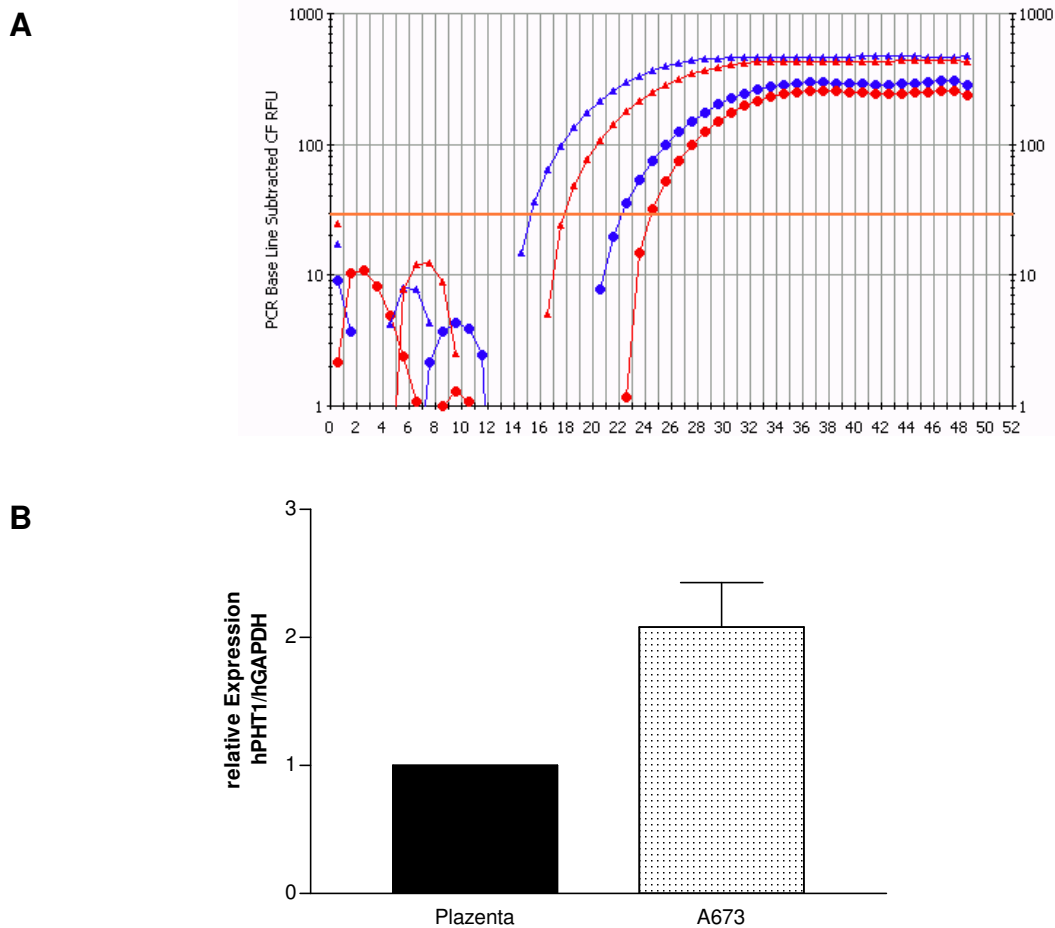 A
PCR Base Line Subtracted CF RFU
1000
100
10
1
1000
100
10
1
0 2 4 6 8 10 12 14 16 18 20 22 24 26 28 30 32 34 36 38 40 42 44 46 48 50 52
B
relative Expression
hPHT1/hGAPDH
3
2
1
0
Plazenta A673